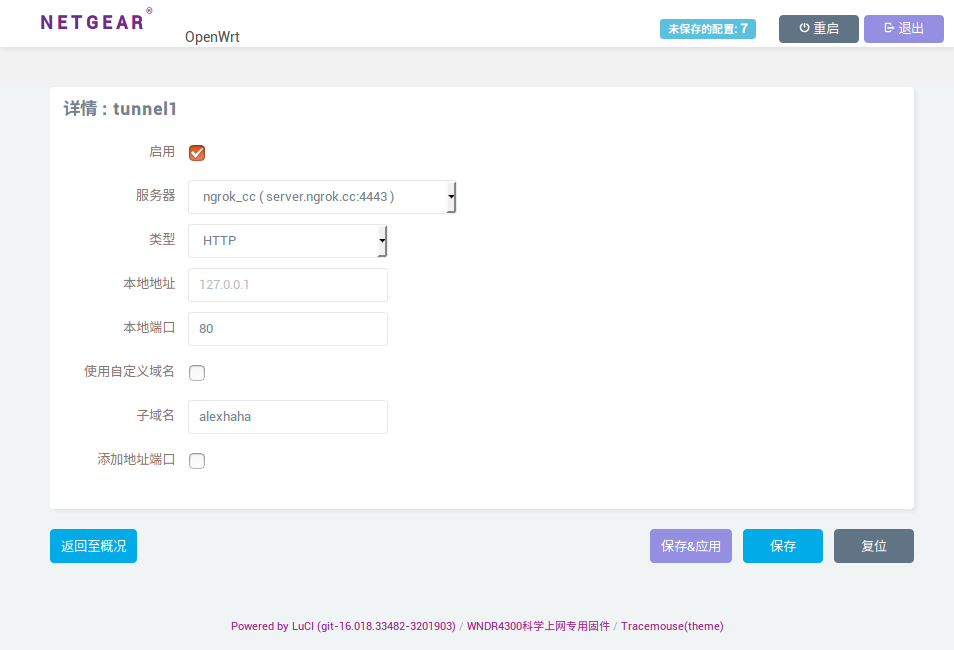 NETGEAR®
OpenWrt
未保存的配置: 7
重启
退出
详情 : tunnel1
启用
服务器
ngrok_cc ( server.ngrok.cc:4443 )
类型
HTTP
本地地址
127.0.0.1
本地端口
80
使用自定义域名
子域名
alexhaha
添加地址端口
返回至概况
保存&应用
保存
复位
Powered by LuCI (git-16.018.33482-3201903) / WNDR4300科学上网专用固件 / Tracemouse(theme)